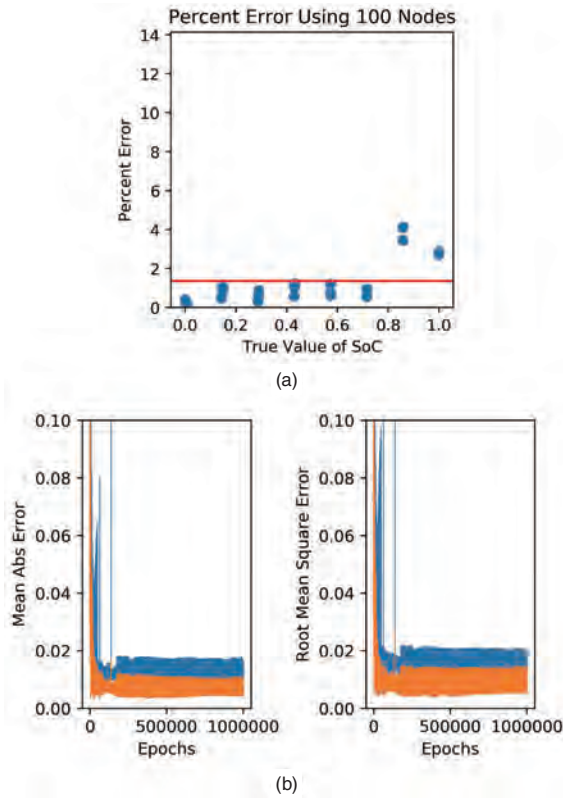 Percent Error Using 100 Nodes
14
12
10
8
6
4
2
0
Percent Error
0.0 0.2 0.4 0.6 0.8 1.0
True Value of SoC
(a)
0.10
0.08
0.06
0.04
0.02
0.00
Mean Abs Error
0 500000 1000000
Epochs
0.10
0.08
0.06
0.04
0.02
0.00
Root Mean Square Error
0 500000 1000000
Epochs
(b)